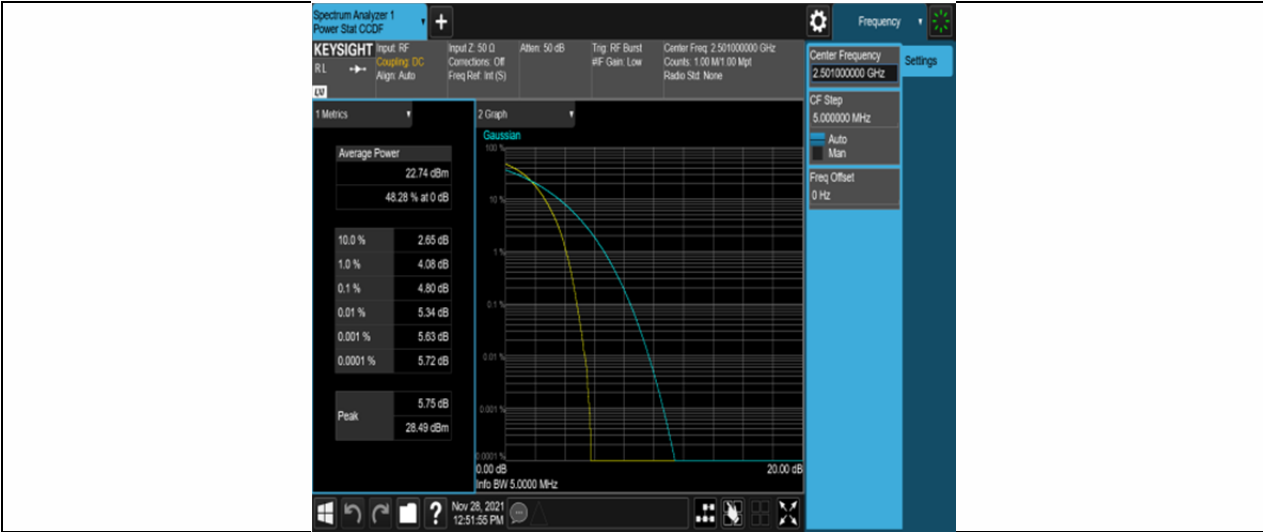 Spectrum Analyzer 1
Power Stat CCDF
+
Frequency
KEYSIGHT
RL
LV
Input: RF
Coupling: DC
Align: Auto
Input Z: 50 Ω
Corrections: Off
Freq Ref: Int (S)
Atten: 50 dB
Trig: RF Burst
#IF Gain: Low
Center Freq: 2.501000000 GHz
Counts: 1.00 M/1.00 Mpt
Radio Std: None
Center Frequency
2.501000000 GHz
Settings
CF Step
5.000000 MHz
Auto
Man
Freq Offset
0 Hz
1 Metrics
Average Power
22.74 dBm
48.28 % at 0 dB
10.0 % 2.65 dB
1.0 % 4.08 dB
0.1 % 4.80 dB
0.01 % 5.34 dB
0.001 % 5.63 dB
0.0001 % 5.72 dB
Peak
5.75 dB
28.49 dBm
2 Graph
Gaussian
100 %
10 %
1 %
0.1 %
0.01 %
0.001 %
0.0001 %
0.00 dB 20.00 dB
Info BW 5.0000 MHz
?
Nov 28, 2021
12:51:55 PM